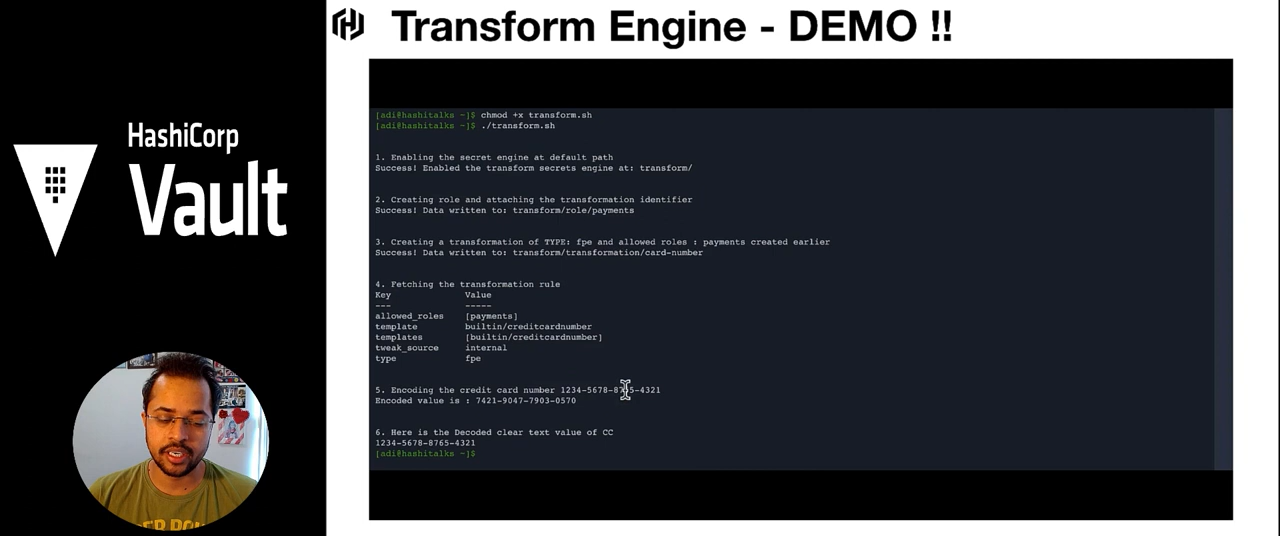 HashiCorp
Vault
Transform Engine - DEMO !!
[adi@hashitalks ~]$ chmod +x transform.sh
[adi@hashitalks ~]$ ./transform.sh
1. Enabling the secret engine at default path
Success! Enabled the transform secrets engine at: transform/
2. Creating role and attaching the transformation identifier
Success! Data written to: transform/role/payments
3. Creating a transformation of TYPE: fpe and allowed roles : payments created earlier
Success! Data written to: transform/transformation/card-number
4. Fetching the transformation rule
Key Value
--- -----
allowed_roles [payments]
template builtin/creditcardnumber
templates [builtin/creditcardnumber]
tweak_source internal
type fpe
5. Encoding the credit card number 1234-5678-8765-4321
Encoded value is : 7421-9047-7903-0570
6. Here is the Decoded clear text value of CC
1234-5678-8765-4321
[adi@hashitalks ~]$